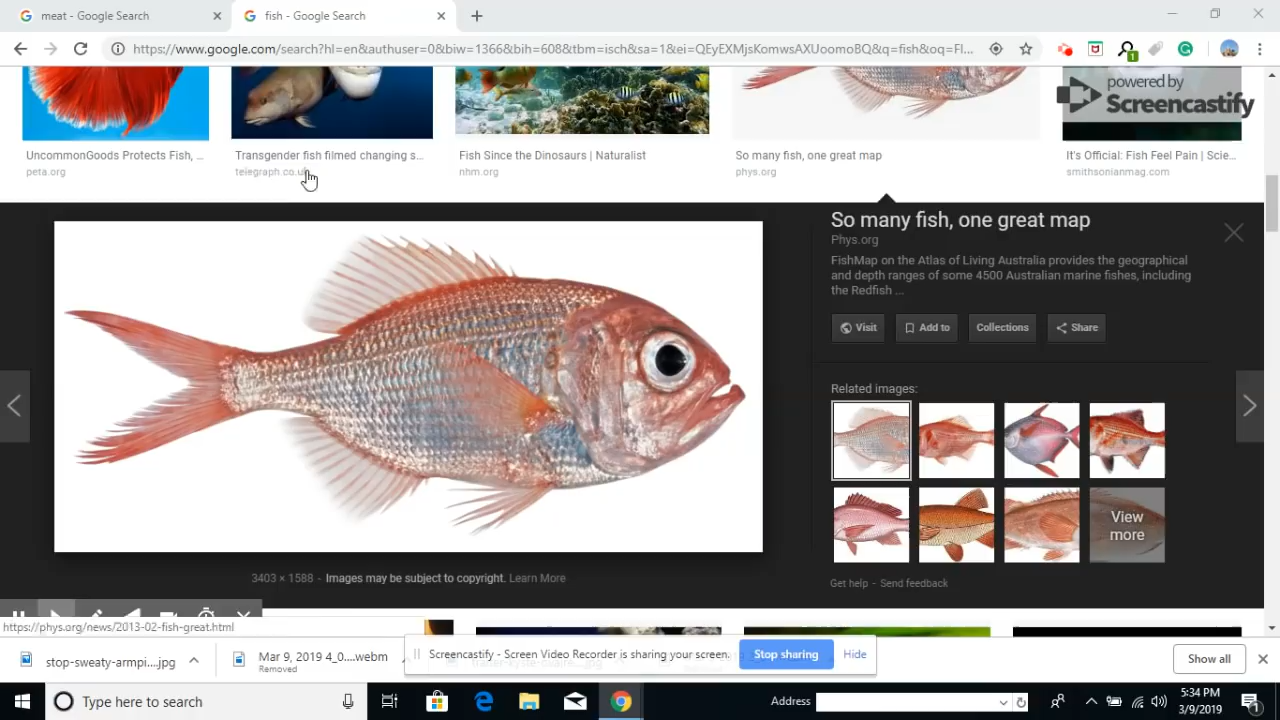 meat - Google Search
fish - Google Search
https://www.google.com/search?hl=en&authuser=0&biw=1366&bih=608&tbm=isch&sa=1&ei=QEyEXMjsKomwsAXUoomoBQ&q=fish&oq=FI...
1
powered by
Screencastify
UncommonGoods Protects Fish, ...
Transgender fish filmed changing s...
Fish Since the Dinosaurs | Naturalist
So many fish, one great map
It's Official: Fish Feel Pain | Scie...
peta.org
telegraph.co.uk
nhm.org
phys.org
smithsonianmag.com
So many fish, one great map
Phys.org
FishMap on the Atlas of Living Australia provides the geographical
and depth ranges of some 4500 Australian marine fishes, including
the Redfish ...
Visit
Add to
Collections
Share
Related images:
View
more
3403 × 1588 - Images may be subject to copyright. Learn More
Get help - Send feedback
https://phys.org/news/2013-02-fish-great.html
stop-sweaty-armpi....jpg
Mar 9, 2019 4_0....webm
Removed
Screencastify - Screen Video Recorder is sharing your screen.
Stop sharing
Hide
Show all
Type here to search
Address
5:34 PM
3/9/2019
1